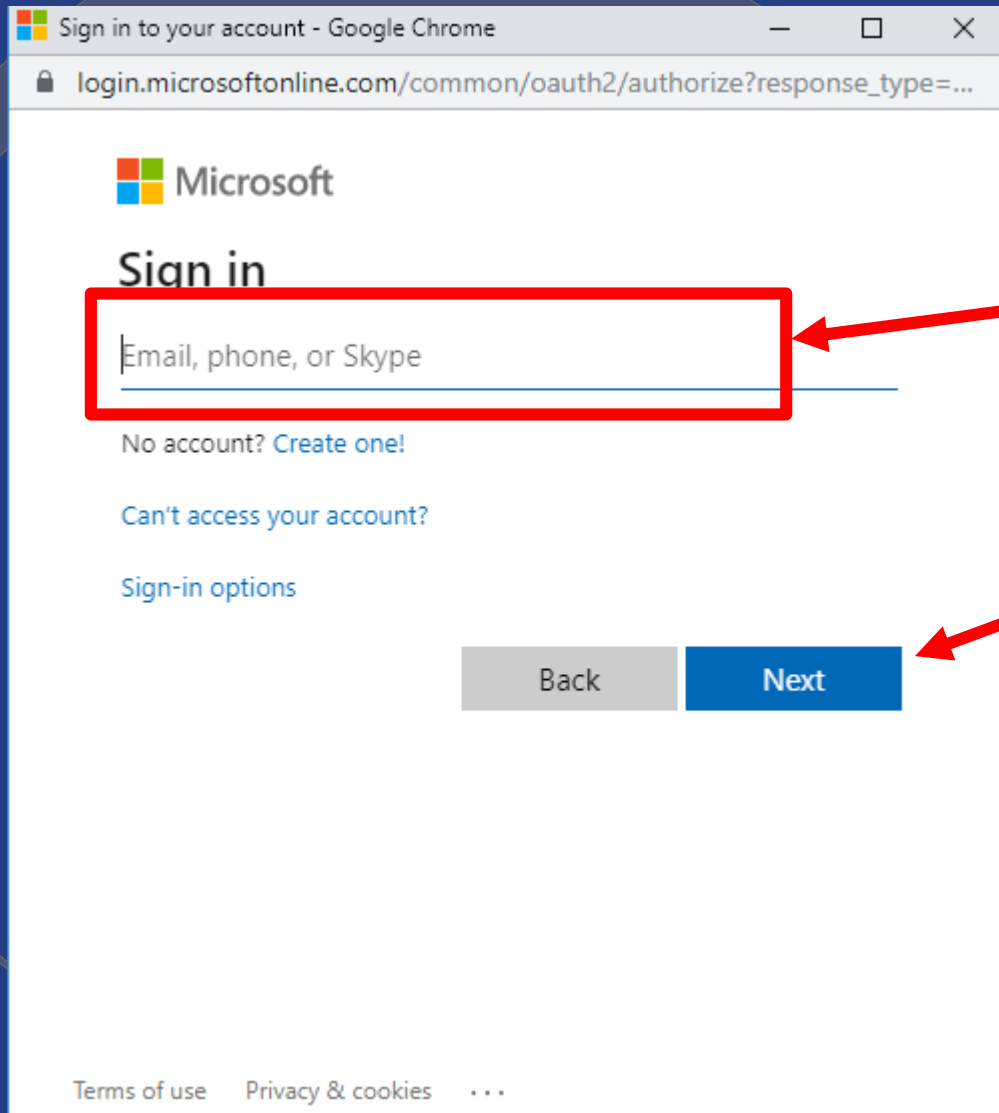 Sign in to your account - Google Chrome
login.microsoftonline.com/common/oauth2/authorize?response_type=...
Microsoft
Sign in
Email, phone, or Skype
No account? Create one!
Can't access your account?
Sign-in options
Back Next
Terms of use Privacy & cookies ...